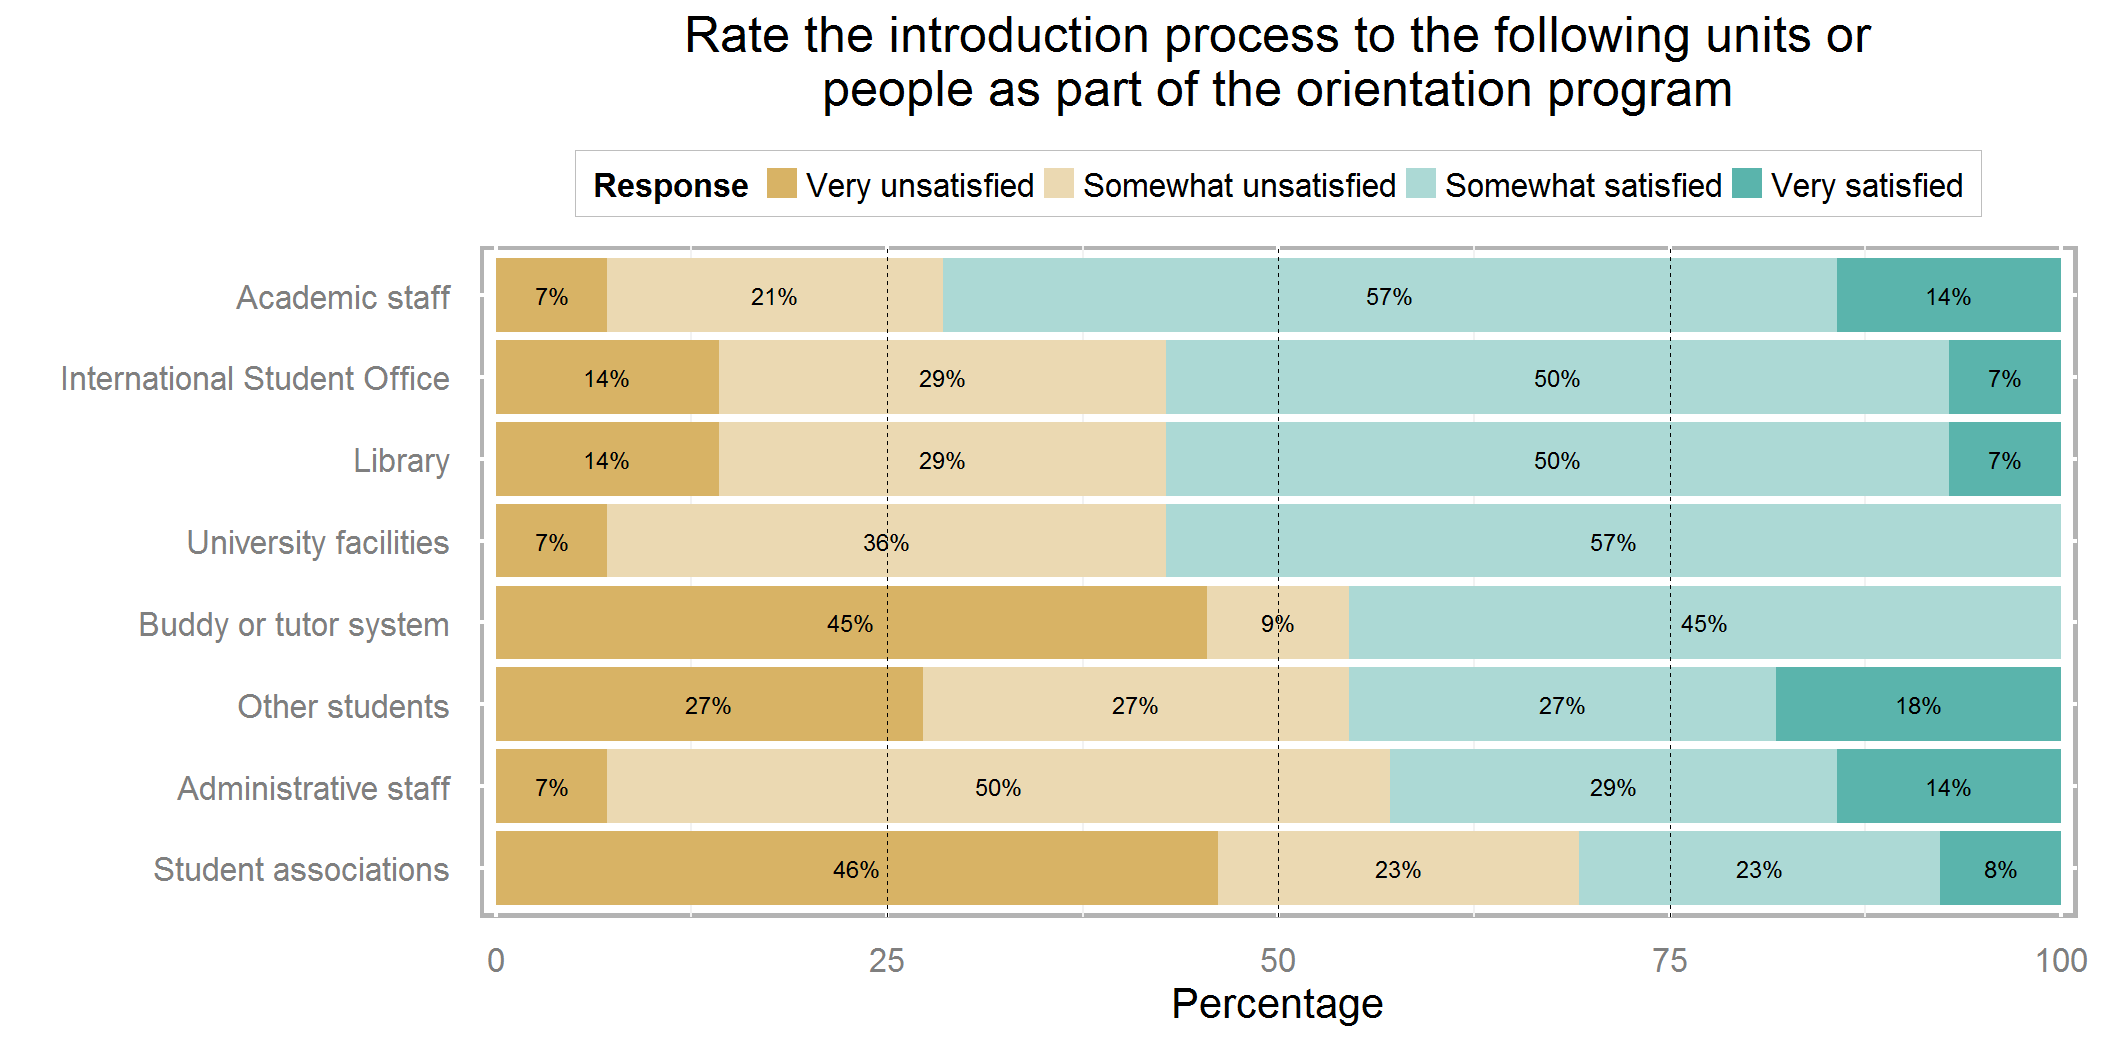 Rate the introduction process to the following units or
people as part of the orientation program
Response Very unsatisfied Somewhat unsatisfied Somewhat satisfied Very satisfied
Academic staff 7% 21% 57% 14%
International Student Office 14% 29% 50% 7%
Library 14% 29% 50% 7%
University facilities 7% 36% 57%
Buddy or tutor system 45% 9% 45%
Other students 27% 27% 27% 18%
Administrative staff 7% 50% 29% 14%
Student associations 46% 23% 23% 8%
0 25 50 75 100
Percentage